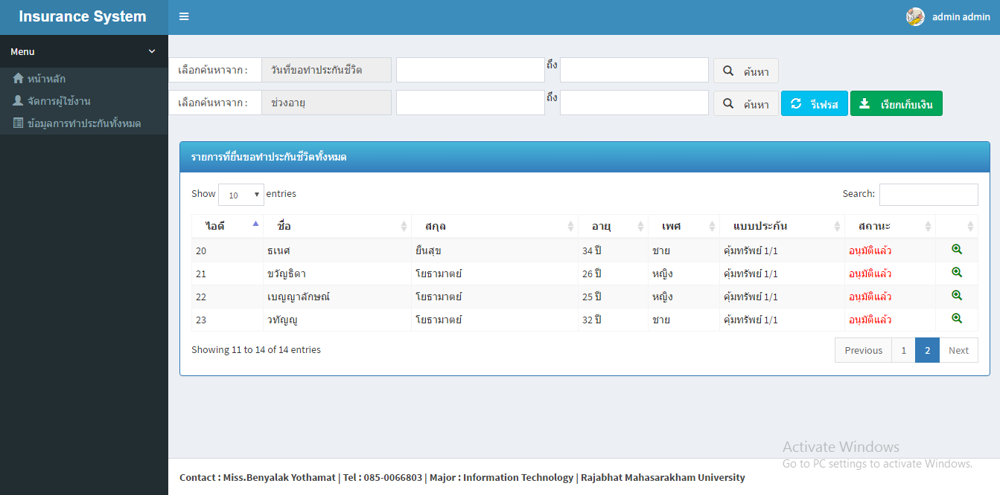 Insurance System
admin admin
Menu
หน้าหลัก
จัดการผู้ใช้งาน
ข้อมูลการทำประกันทั้งหมด
เลือกค้นหาจาก : วันที่ขอทำประกันชีวิต ถึง ค้นหา
เลือกค้นหาจาก : ช่วงอายุ ถึง ค้นหา รีเฟรส เรียกเก็บเงิน
รายการที่ยื่นขอทำประกันชีวิตทั้งหมด
Show 10 entries Search:
ไอดี ชื่อ สกุล อายุ เพศ แบบประกัน สถานะ
20 ธเนศ ยืนสุข 34 ปี ชาย คุ้มทรัพย์ 1/1 อนุมัติแล้ว
21 ขวัญธิดา โยธามาตย์ 26 ปี หญิง คุ้มทรัพย์ 1/1 อนุมัติแล้ว
22 เบญญาลักษณ์ โยธามาตย์ 25 ปี หญิง คุ้มทรัพย์ 1/1 อนุมัติแล้ว
23 วทัญญู โยธามาตย์ 32 ปี ชาย คุ้มทรัพย์ 1/1 อนุมัติแล้ว
Showing 11 to 14 of 14 entries Previous 1 2 Next
Activate Windows
Go to PC settings to activate Windows.
Contact : Miss.Benyalak Yothamat | Tel : 085-0066803 | Major : Information Technology | Rajabhat Mahasarakham University